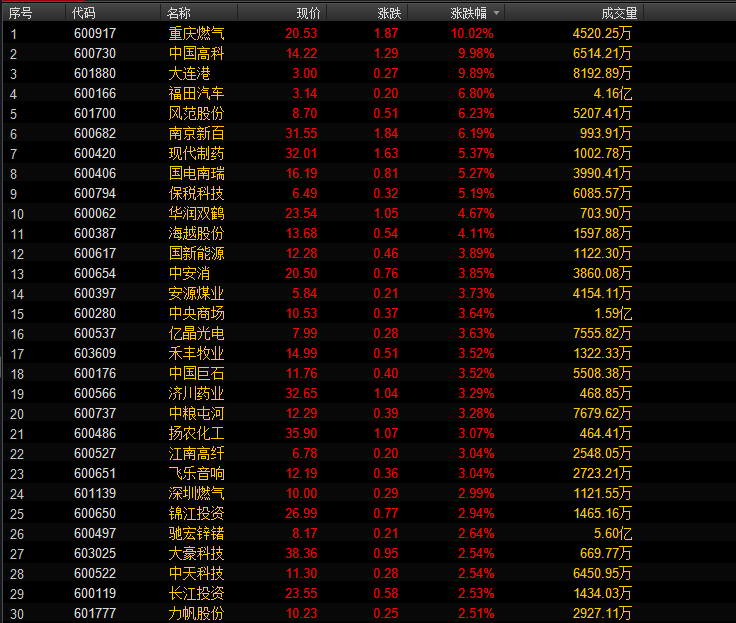 序号 代码 名称 现价 涨跌 涨跌幅 成交量
1 600917 重庆燃气 20.53 1.87 10.02% 4520.25万
2 600730 中国高科 14.22 1.29 9.98% 6514.21万
3 601880 大连港 3.00 0.27 9.89% 8192.89万
4 600166 福田汽车 3.14 0.20 6.80% 4.16亿
5 601700 风范股份 8.70 0.51 6.23% 5207.41万
6 600682 南京新百 31.55 1.84 6.19% 993.91万
7 600420 现代制药 32.01 1.63 5.37% 1002.78万
8 600406 国电南瑞 16.19 0.81 5.27% 3990.41万
9 600794 保税科技 6.49 0.32 5.19% 6085.57万
10 600062 华润双鹤 23.54 1.05 4.67% 703.90万
11 600387 海越股份 13.68 0.54 4.11% 1597.88万
12 600617 国新能源 12.28 0.46 3.89% 1122.30万
13 600654 中安消 20.50 0.76 3.85% 3860.08万
14 600397 安源煤业 5.84 0.21 3.73% 4154.11万
15 600280 中央商场 10.53 0.37 3.64% 1.59亿
16 600537 亿晶光电 7.99 0.28 3.63% 7555.82万
17 603609 禾丰牧业 14.99 0.51 3.52% 1322.33万
18 600176 中国巨石 11.76 0.40 3.52% 5508.38万
19 600566 济川药业 32.65 1.04 3.29% 468.85万
20 600737 中粮屯河 12.29 0.39 3.28% 7679.62万
21 600486 扬农化工 35.90 1.07 3.07% 464.41万
22 600527 江南高纤 6.78 0.20 3.04% 2548.05万
23 600651 飞乐音响 12.19 0.36 3.04% 2723.21万
24 601139 深圳燃气 10.00 0.29 2.99% 1121.55万
25 600650 锦江投资 26.99 0.77 2.94% 1465.16万
26 600497 驰宏锌锗 8.17 0.21 2.64% 5.60亿
27 603025 大豪科技 38.36 0.95 2.54% 669.77万
28 600522 中天科技 11.30 0.28 2.54% 6450.95万
29 600119 长江投资 23.55 0.58 2.53% 1434.03万
30 601777 力帆股份 10.23 0.25 2.51% 2927.11万